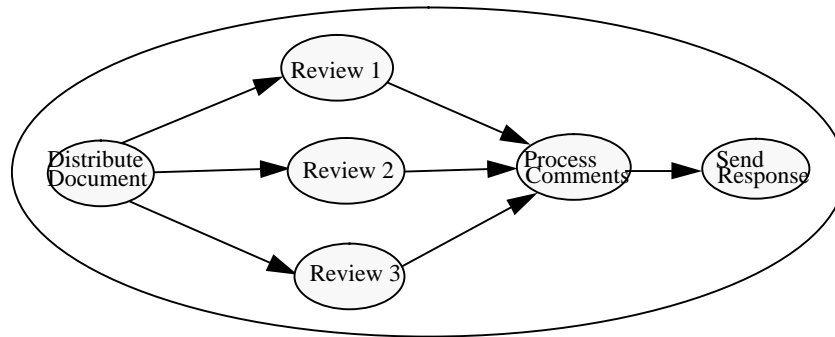 Distribute
Document
Review 1
Review 2
Review 3
Process
Comments
Send
Response